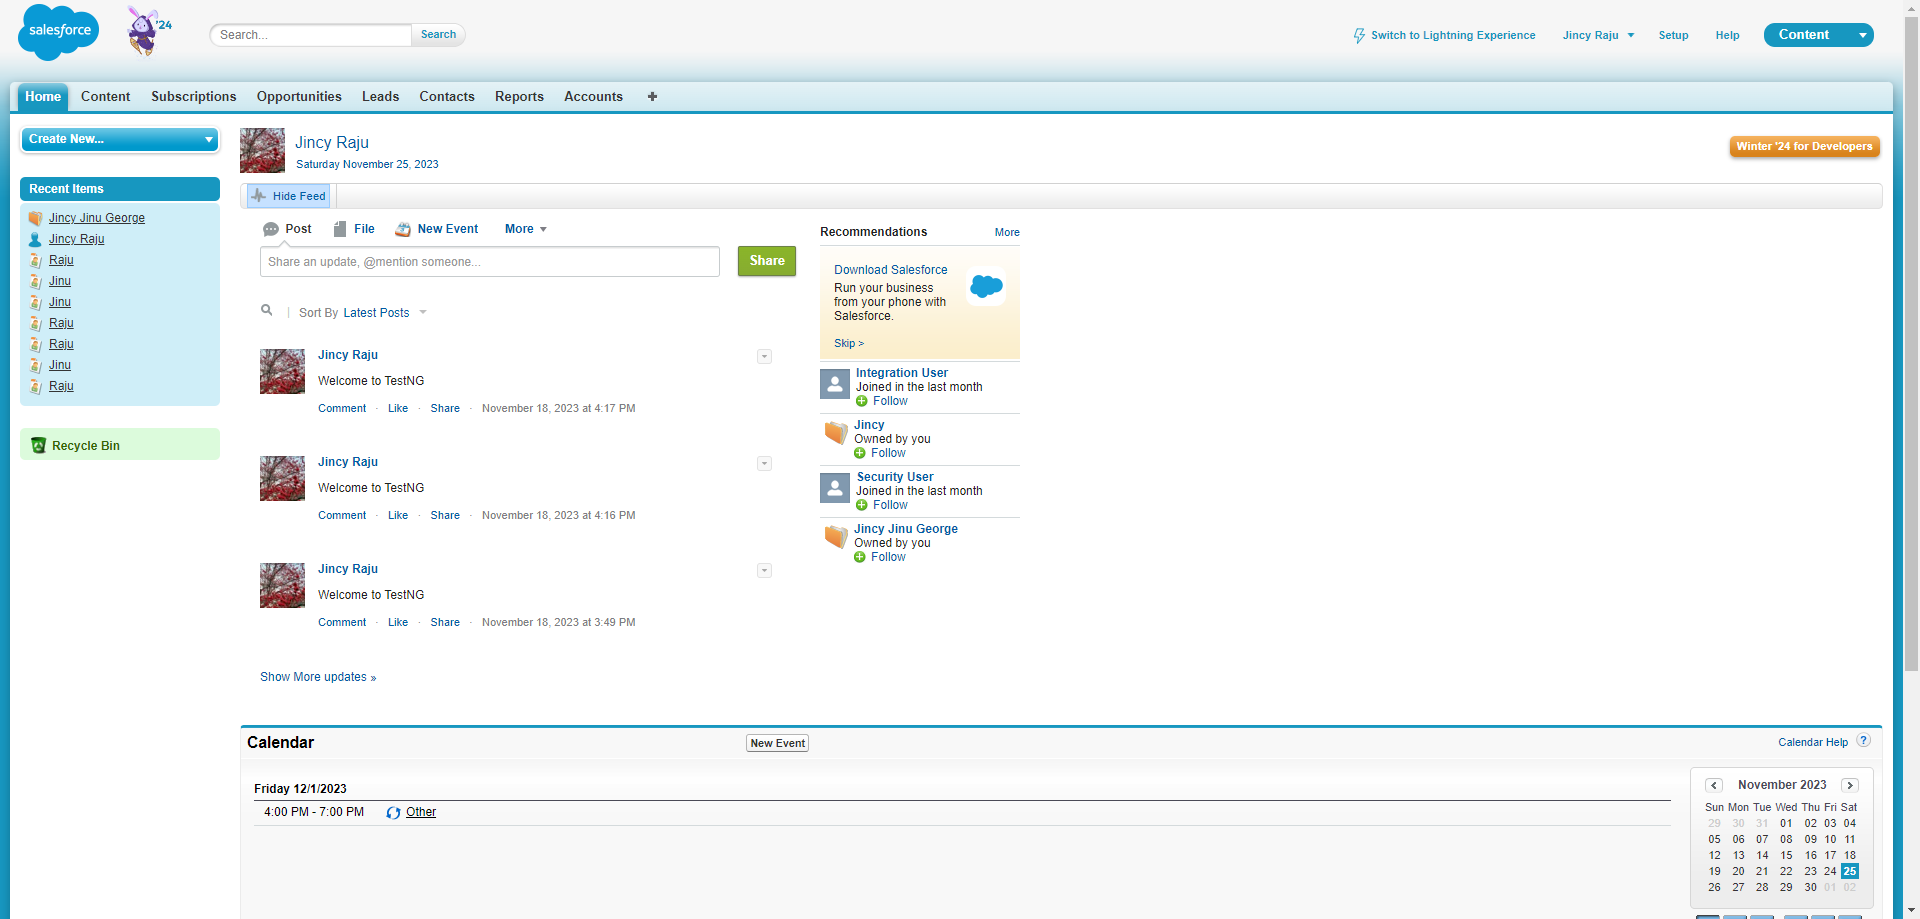 salesforce
'24
Search...
Search
Switch to Lightning Experience
Jincy Raju
Setup
Help
Content
Home
Content
Subscriptions
Opportunities
Leads
Contacts
Reports
Accounts
+
Create New...
Recent Items
Jincy Jinu George
Jincy Raju
Raju
Jinu
Jinu
Raju
Raju
Jinu
Raju
Recycle Bin
Jincy Raju
Saturday November 25, 2023
Winter '24 for Developers
Hide Feed
Post
File
New Event
More
Share an update, @mention someone...
Share
Sort By Latest Posts
Jincy Raju
Welcome to TestNG
Comment · Like · Share · November 18, 2023 at 4:17 PM
Jincy Raju
Welcome to TestNG
Comment · Like · Share · November 18, 2023 at 4:16 PM
Jincy Raju
Welcome to TestNG
Comment · Like · Share · November 18, 2023 at 3:49 PM
Show More updates »
Recommendations
More
Download Salesforce
Run your business
from your phone with
Salesforce.
Skip >
Integration User
Joined in the last month
Follow
Jincy
Owned by you
Follow
Security User
Joined in the last month
Follow
Jincy Jinu George
Owned by you
Follow
Calendar
New Event
Calendar Help ?
Friday 12/1/2023
4:00 PM - 7:00 PM
Other
November 2023
Sun Mon Tue Wed Thu Fri Sat
29 30 31 01 02 03 04
05 06 07 08 09 10 11
12 13 14 15 16 17 18
19 20 21 22 23 24 25
26 27 28 29 30 01 02